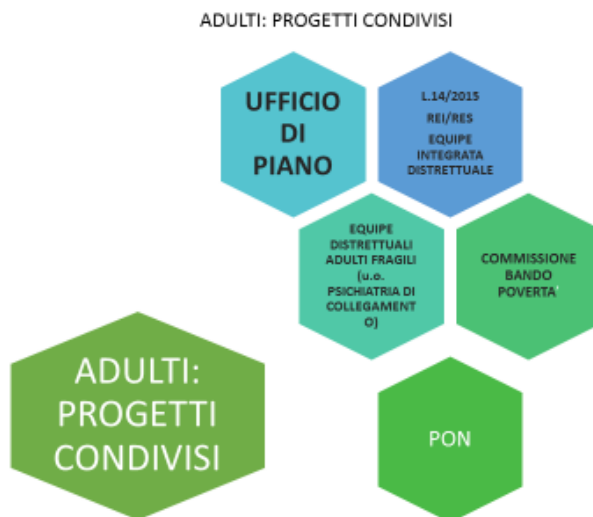 ADULTI: PROGETTI CONDIVISI
UFFICIO
DI
PIANO
L.14/2015
REI/RES
EQUIPE
INTEGRATA
DISTRETTUALE
EQUIPE
DISTRETTUALI
ADULTI FRAGILI
(u.o.
PSICHIATRIA DI
COLLEGAMENT
O)
COMMISSIONE
BANDO
POVERTA'
ADULTI:
PROGETTI
CONDIVISI
PON